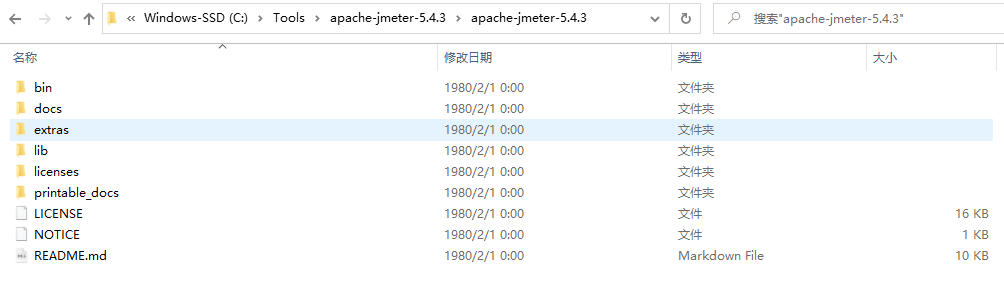 « Windows-SSD (C:) > Tools > apache-jmeter-5.4.3 > apache-jmeter-5.4.3 搜索"apache-jmeter-5.4.3"
名称 修改日期 类型 大小
bin 1980/2/1 0:00 文件夹
docs 1980/2/1 0:00 文件夹
extras 1980/2/1 0:00 文件夹
lib 1980/2/1 0:00 文件夹
licenses 1980/2/1 0:00 文件夹
printable_docs 1980/2/1 0:00 文件夹
LICENSE 1980/2/1 0:00 文件 16 KB
NOTICE 1980/2/1 0:00 文件 1 KB
README.md 1980/2/1 0:00 Markdown File 10 KB